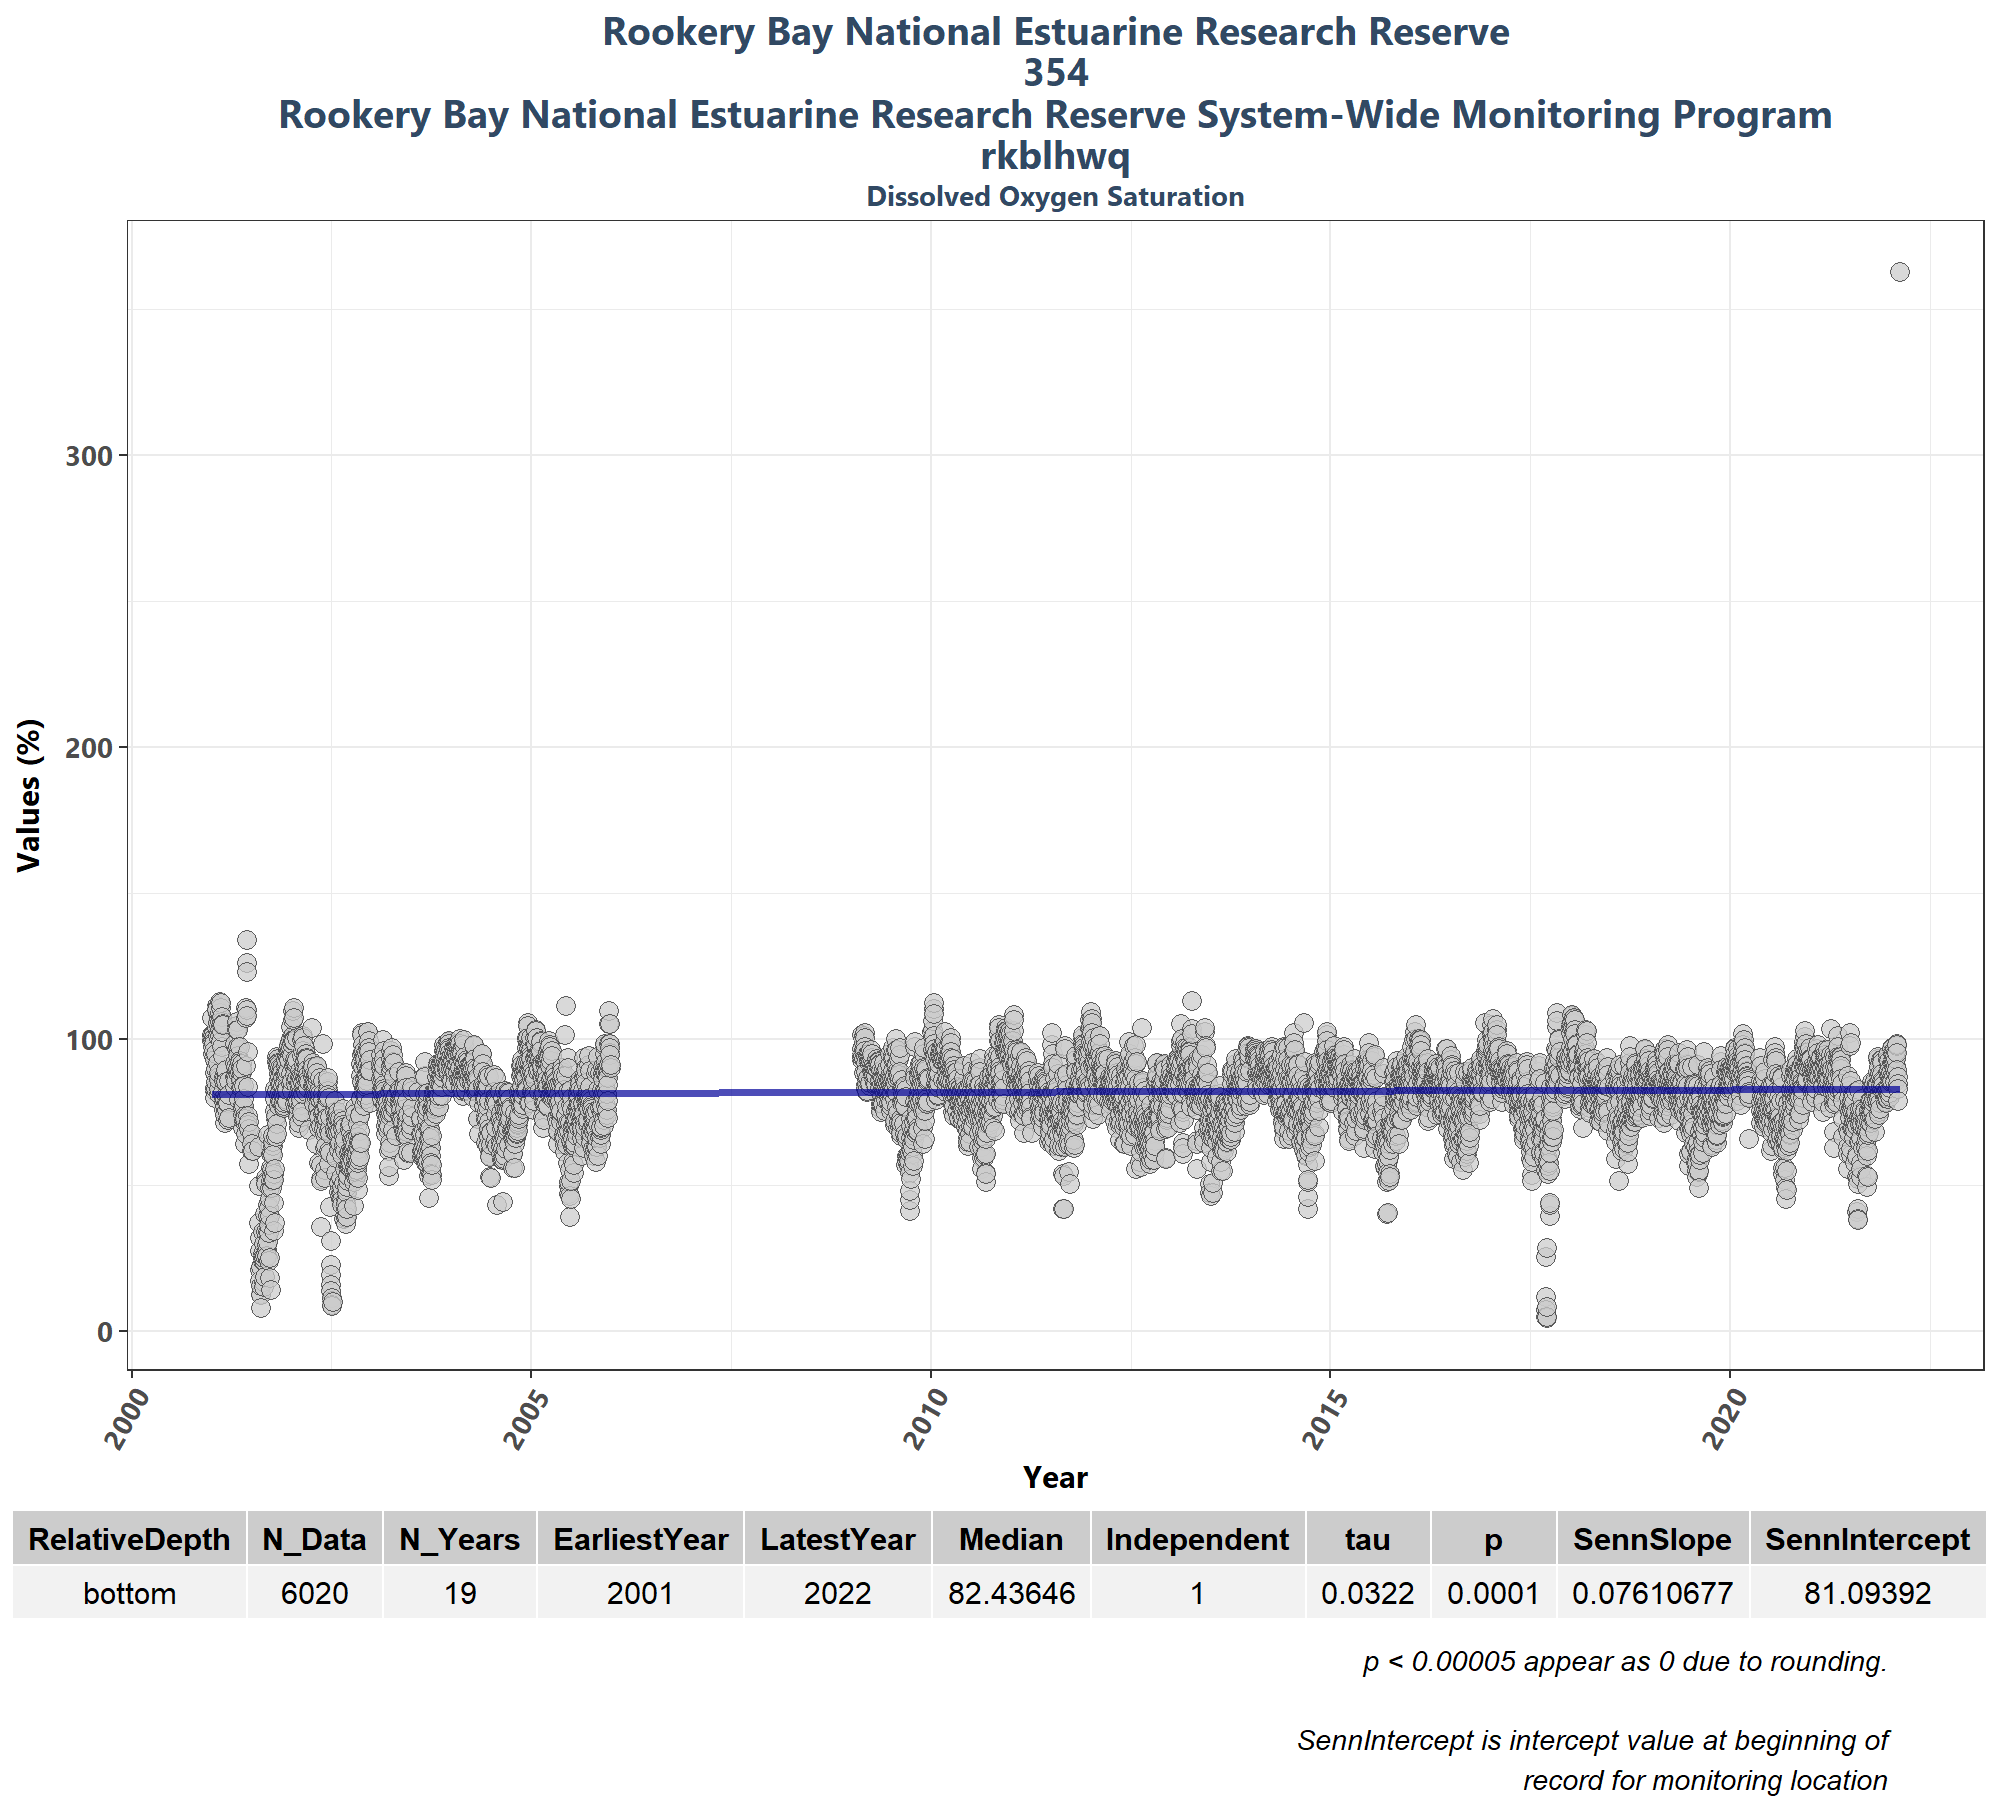 Rookery Bay National Estuarine Research Reserve
354
Rookery Bay National Estuarine Research Reserve System-Wide Monitoring Program
rkblhwq
Dissolved Oxygen Saturation
300
200
100
0
Values (%)
2000 2005 2010 2015 2020
Year
RelativeDepth N_Data N_Years EarliestYear LatestYear Median Independent tau p SennSlope SennIntercept
bottom 6020 19 2001 2022 82.43646 1 0.0322 0.0001 0.07610677 81.09392
p < 0.00005 appear as 0 due to rounding.
SennIntercept is intercept value at beginning of
record for monitoring location